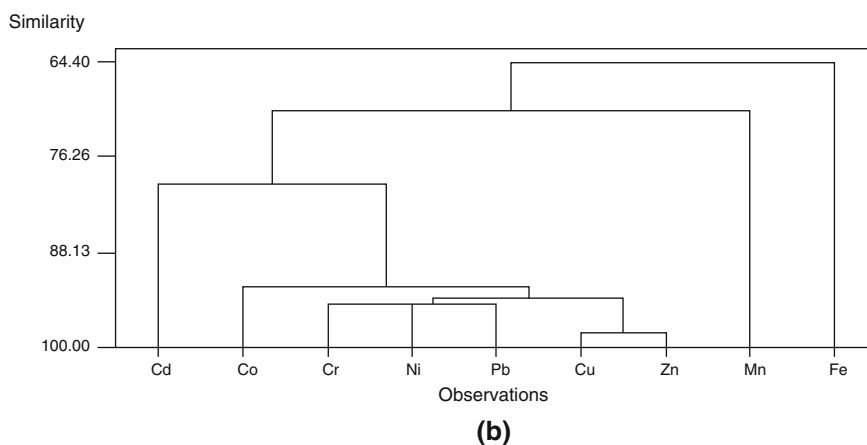 Similarity
64.40
76.26
88.13
100.00
Cd Co Cr Ni Pb Cu Zn Mn Fe
Observations
(b)